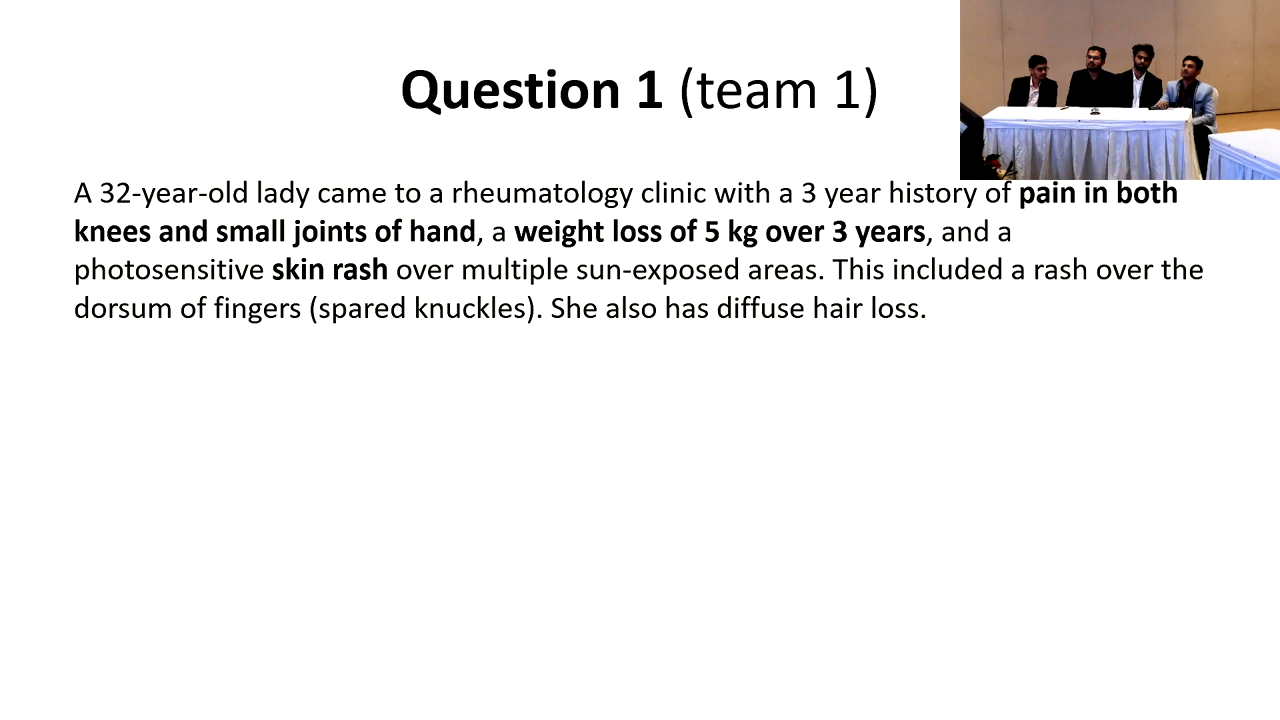 Question 1 (team 1)
A 32-year-old lady came to a rheumatology clinic with a 3 year history of pain in both
knees and small joints of hand, a weight loss of 5 kg over 3 years, and a
photosensitive skin rash over multiple sun-exposed areas. This included a rash over the
dorsum of fingers (spared knuckles). She also has diffuse hair loss.